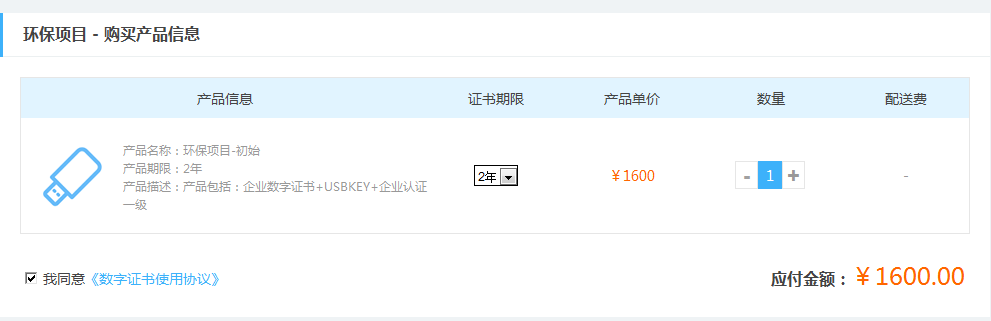 环保项目 - 购买产品信息
产品信息 证书期限 产品单价 数量 配送费
产品名称：环保项目-初始
产品期限：2年
产品描述：产品包括：企业数字证书+USBKEY+企业认证
一级
2年 ￥1600 - 1 + -
我同意《数字证书使用协议》 应付金额：￥1600.00